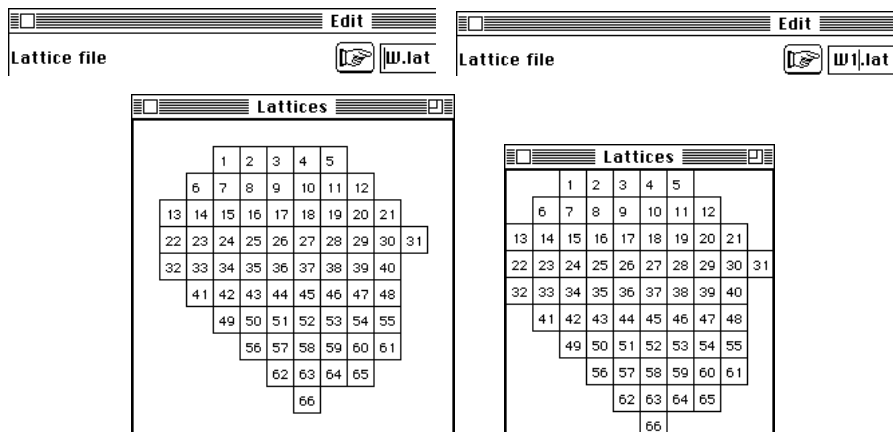 Edit
Lattice file W.lat
Edit
Lattice file W1.lat
Lattices
1 2 3 4 5
6 7 8 9 10 11 12
13 14 15 16 17 18 19 20 21
22 23 24 25 26 27 28 29 30 31
32 33 34 35 36 37 38 39 40
41 42 43 44 45 46 47 48
49 50 51 52 53 54 55
56 57 58 59 60 61
62 63 64 65
66
Lattices
1 2 3 4 5
6 7 8 9 10 11 12
13 14 15 16 17 18 19 20 21
22 23 24 25 26 27 28 29 30 31
32 33 34 35 36 37 38 39 40
41 42 43 44 45 46 47 48
49 50 51 52 53 54 55
56 57 58 59 60 61
62 63 64 65
66